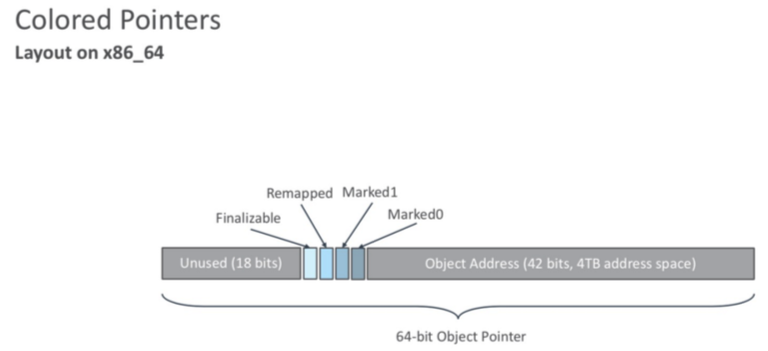 Colored Pointers
Layout on x86_64
Remapped Marked1
Finalizable
Marked0
Unused (18 bits)
Object Address (42 bits, 4TB address space)
64-bit Object Pointer